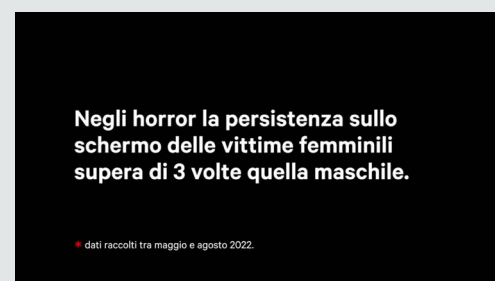 Negli horror la persistenza sullo
schermo delle vittime femminili
supera di 3 volte quella maschile.
* dati raccolti tra maggio e agosto 2022.